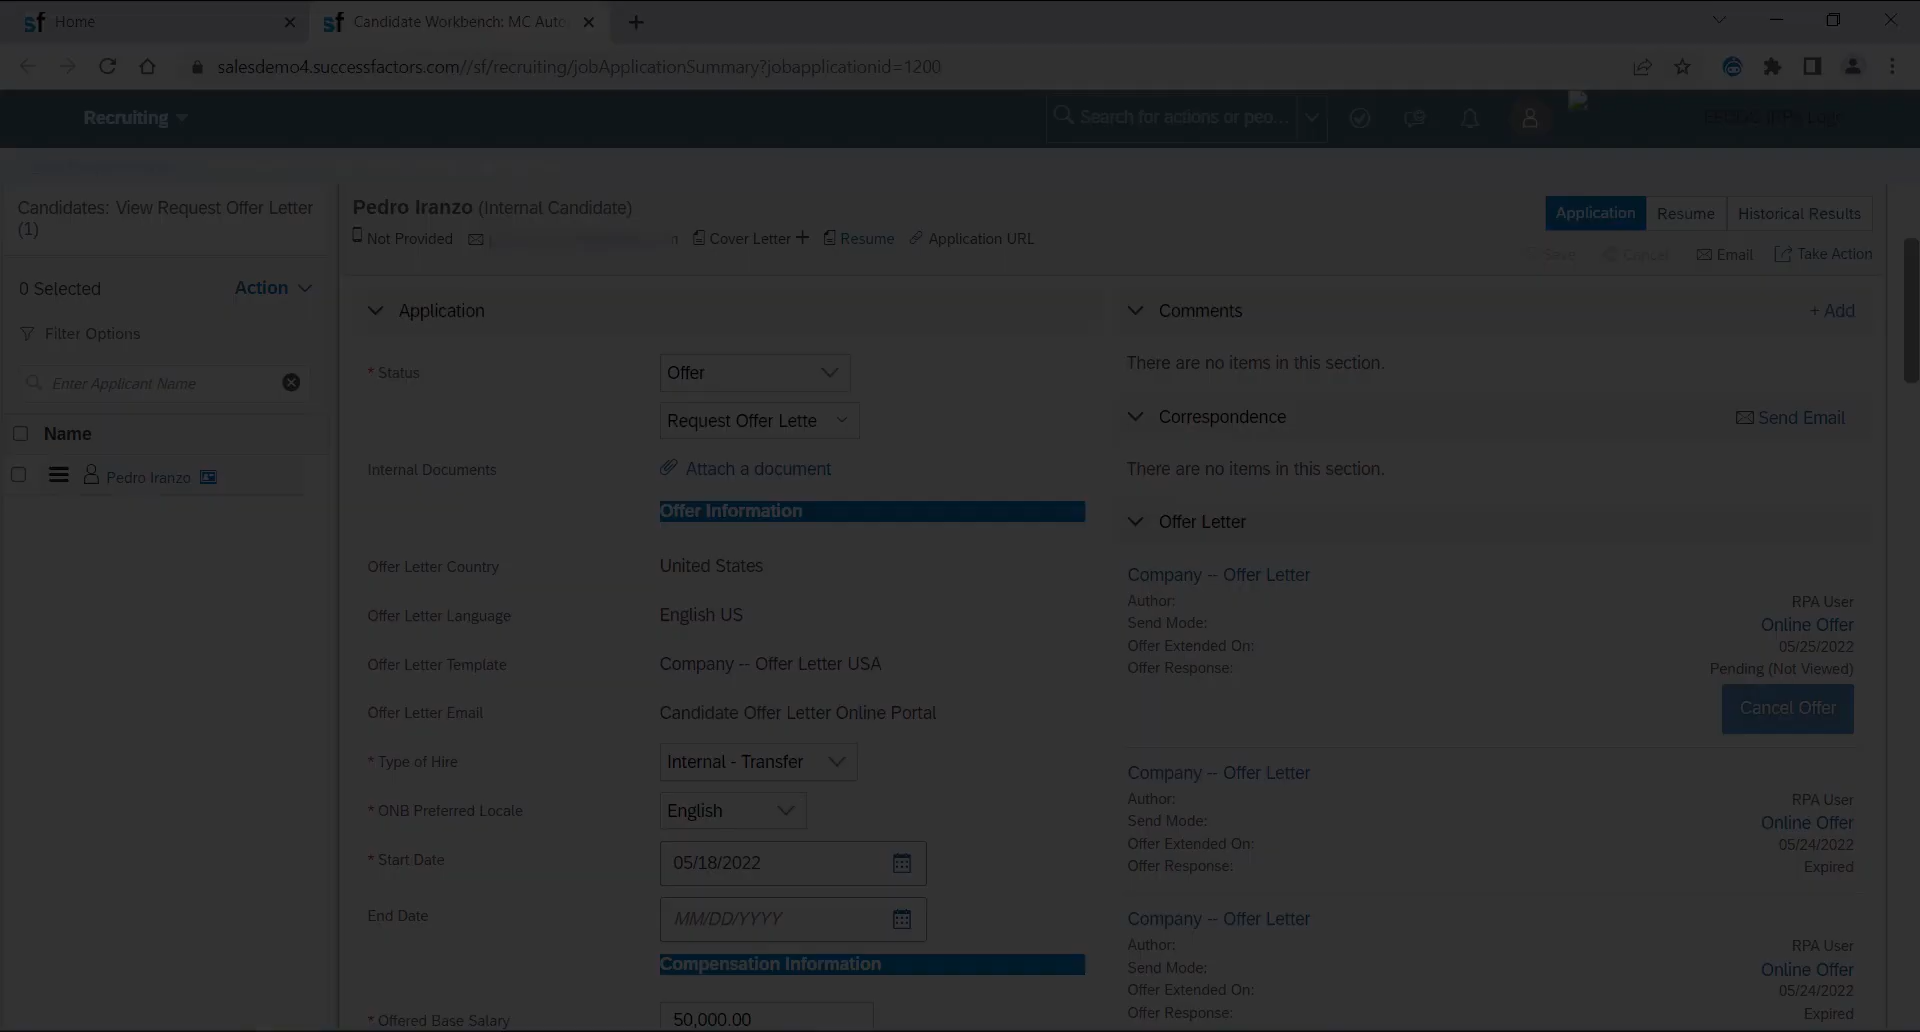 Home
Candidate Workbench: MC Auto
salesdemo4.successfactors.com//sf/recruiting/jobApplicationSummary?jobapplicationid=1200
Recruiting
Search for actions or peo...
Candidates: View Request Offer Letter
(1)
0 Selected
Action
Filter Options
Enter Applicant Name
Name
Pedro Iranzo
Pedro Iranzo (Internal Candidate)
Not Provided
Cover Letter +
Resume
Application URL
Application
Resume
Historical Results
Save
Cancel
Email
Take Action
Application
* Status
Offer
Request Offer Lette
Internal Documents
Attach a document
Offer Information
Offer Letter Country
United States
Offer Letter Language
English US
Offer Letter Template
Company -- Offer Letter USA
Offer Letter Email
Candidate Offer Letter Online Portal
* Type of Hire
Internal - Transfer
* ONB Preferred Locale
English
* Start Date
05/18/2022
End Date
MM/DD/YYYY
Compensation Information
* Offered Base Salary
50,000.00
Comments
+ Add
There are no items in this section.
Correspondence
Send Email
There are no items in this section.
Offer Letter
Company -- Offer Letter
Author:
RPA User
Send Mode:
Online Offer
Offer Extended On:
05/25/2022
Offer Response:
Pending (Not Viewed)
Cancel Offer
Company -- Offer Letter
Author:
RPA User
Send Mode:
Online Offer
Offer Extended On:
05/24/2022
Offer Response:
Expired
Company -- Offer Letter
Author:
RPA User
Send Mode:
Online Offer
Offer Extended On:
05/24/2022
Offer Response:
Expired